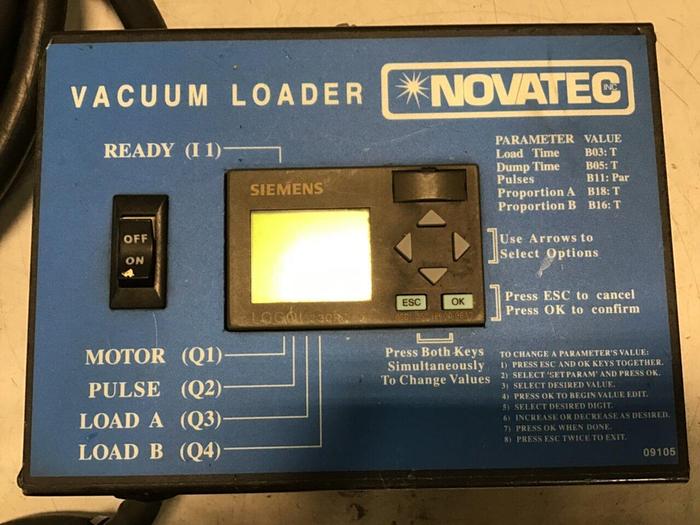 VACUUM LOADER
NOVATEC INC
READY (I 1)
PARAMETER VALUE
Load Time B03: T
Dump Time B05: T
Pulses B11: Par
Proportion A B18: T
Proportion B B16: T
SIEMENS
OFF
ON
Use Arrows to
Select Options
ESC OK
Press ESC to cancel
Press OK to confirm
MOTOR (Q1)
PULSE (Q2)
LOAD A (Q3)
LOAD B (Q4)
Press Both Keys
Simultaneously
To Change Values
TO CHANGE A PARAMETER'S VALUE:
1) PRESS ESC AND OK KEYS TOGETHER.
2) SELECT 'SET PARAM' AND PRESS OK.
3) SELECT DESIRED VALUE.
4) PRESS OK TO BEGIN VALUE EDIT.
5) SELECT DESIRED DIGIT.
6) INCREASE OR DECREASE AS DESIRED.
7) PRESS OK WHEN DONE.
8) PRESS ESC TWICE TO EXIT.
09105